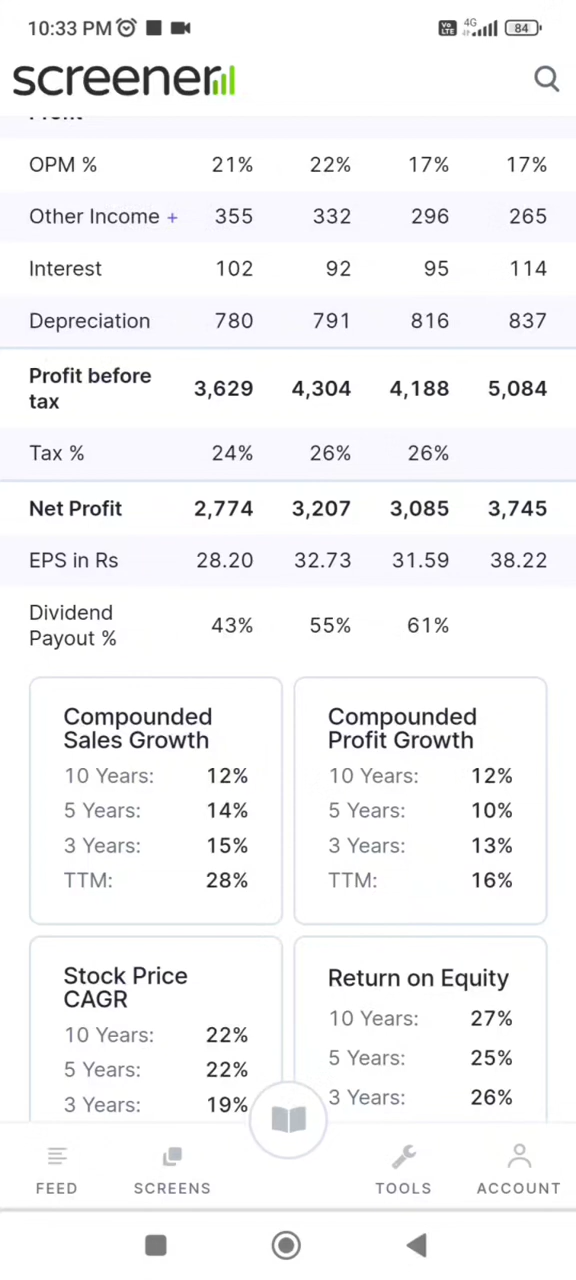 10:33 PM VoLTE 4G 84
screener
Profit
OPM % 21% 22% 17% 17%
Other Income + 355 332 296 265
Interest 102 92 95 114
Depreciation 780 791 816 837
Profit before
tax 3,629 4,304 4,188 5,084
Tax % 24% 26% 26%
Net Profit 2,774 3,207 3,085 3,745
EPS in Rs 28.20 32.73 31.59 38.22
Dividend
Payout % 43% 55% 61%
Compounded
Sales Growth
10 Years: 12%
5 Years: 14%
3 Years: 15%
TTM: 28%
Compounded
Profit Growth
10 Years: 12%
5 Years: 10%
3 Years: 13%
TTM: 16%
Stock Price
CAGR
10 Years: 22%
5 Years: 22%
3 Years: 19%
Return on Equity
10 Years: 27%
5 Years: 25%
3 Years: 26%
FEED SCREENS TOOLS ACCOUNT